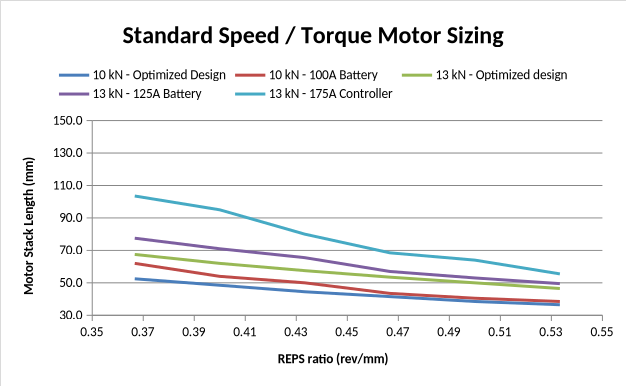 Standard Speed / Torque Motor Sizing
10 kN - Optimized Design 10 kN - 100A Battery 13 kN - Optimized design
13 kN - 125A Battery 13 kN - 175A Controller
150.0
130.0
110.0
90.0
70.0
50.0
30.0
Motor Stack Length (mm)
0.35 0.37 0.39 0.41 0.43 0.45 0.47 0.49 0.51 0.53 0.55
REPS ratio (rev/mm)